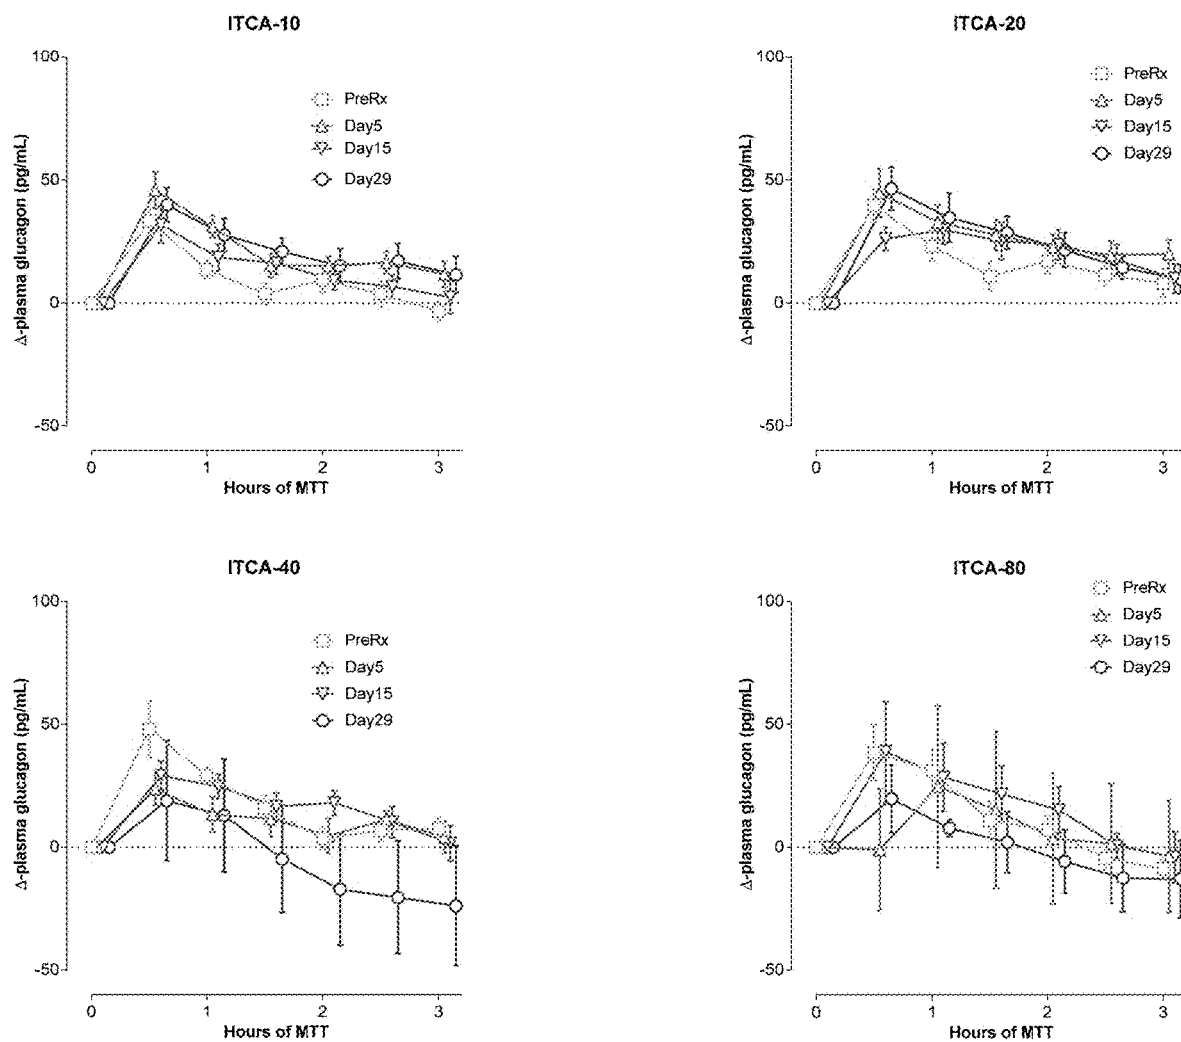 ITCA-10
100
50
0
-50
Δ-plasma glucagon (pg/mL)
PreRx
Day5
Day15
Day29
0 1 2 3
Hours of MTT
ITCA-20
100
50
0
-50
Δ-plasma glucagon (pg/mL)
PreRx
Day5
Day15
Day29
0 1 2 3
Hours of MTT
ITCA-40
100
50
0
-50
Δ-plasma glucagon (pg/mL)
PreRx
Day5
Day15
Day29
0 1 2 3
Hours of MTT
ITCA-80
100
50
0
-50
Δ-plasma glucagon (pg/mL)
PreRx
Day5
Day15
Day29
0 1 2 3
Hours of MTT